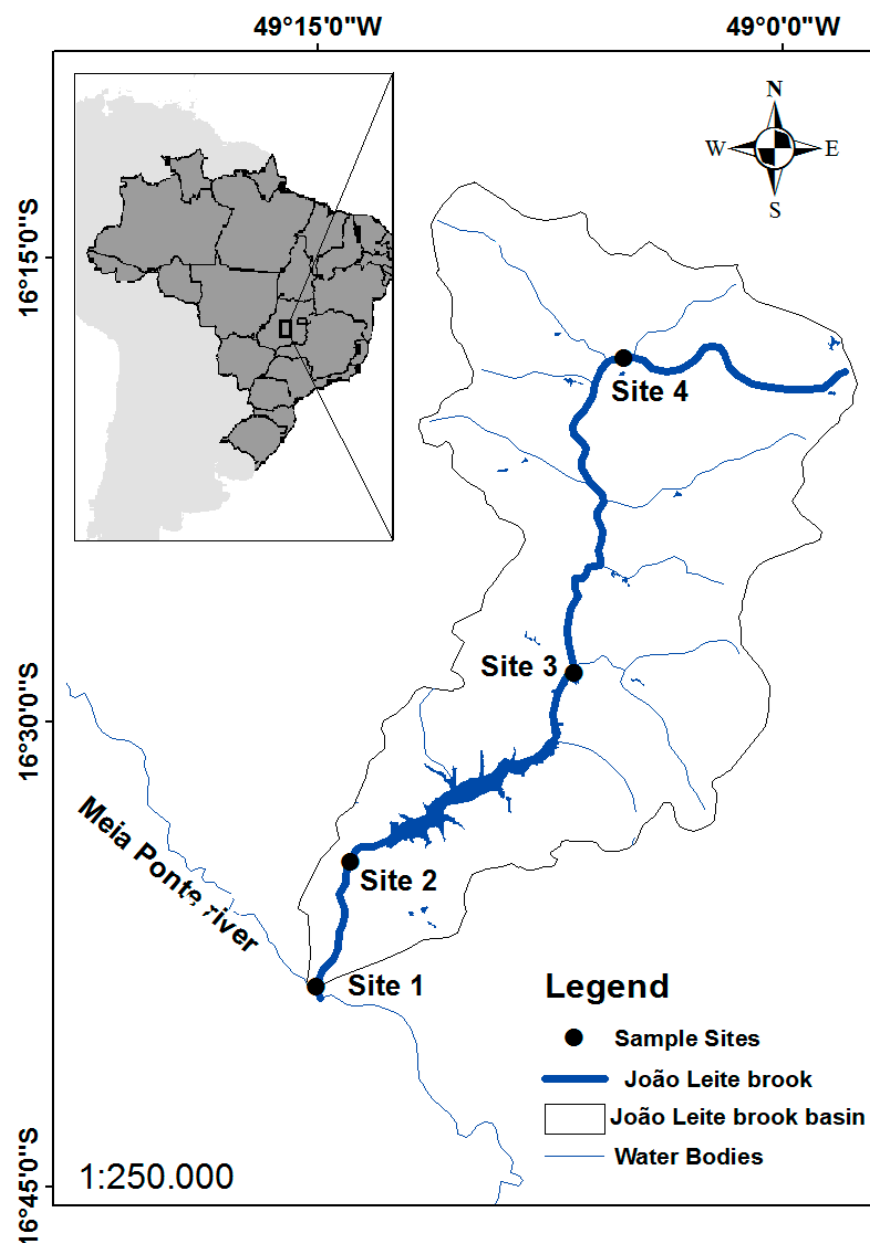 49°15'0"W
49°0'0"W
N
W
E
S
16°15'0"S
Site 4
Site 3
16°30'0"S
Meia Ponte river
Site 2
Site 1
Legend
Sample Sites
João Leite brook
João Leite brook basin
Water Bodies
1:250.000
16°45'0"S